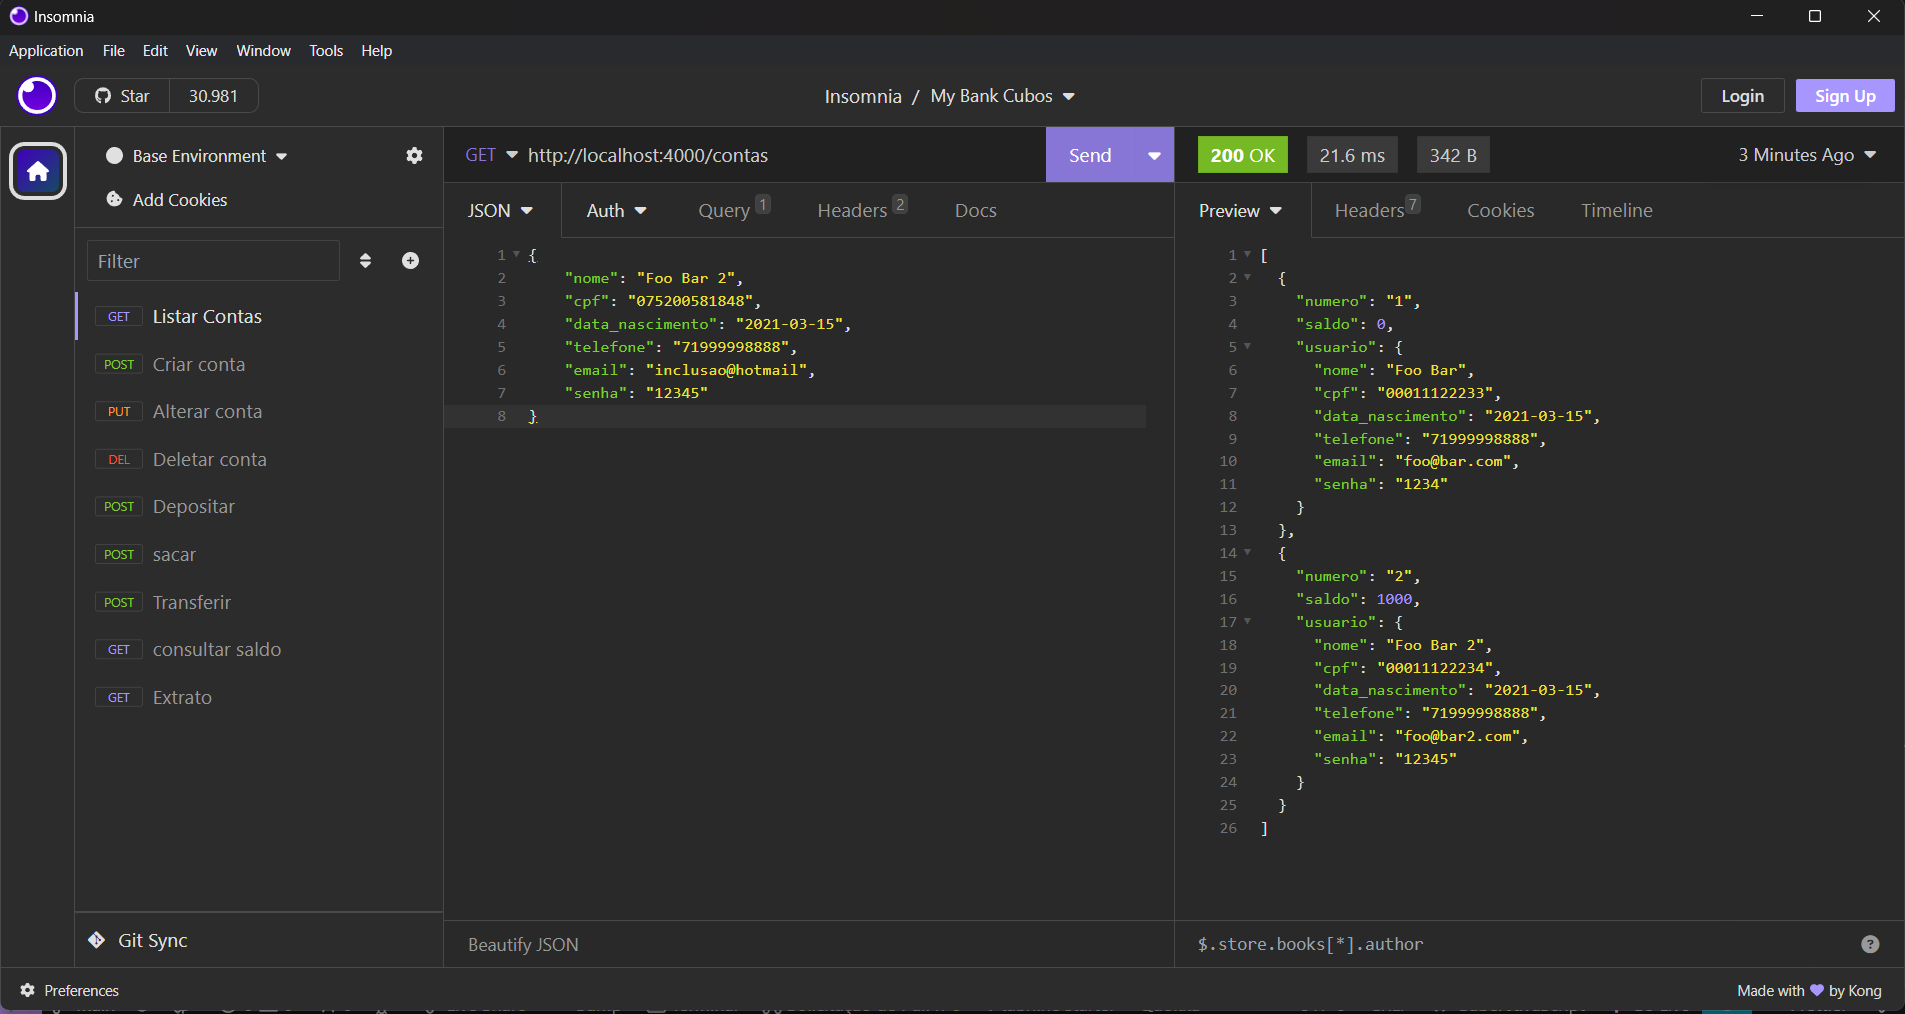 Insomnia
Application File Edit View Window Tools Help
Star 30.981
Insomnia / My Bank Cubos
Login Sign Up
Base Environment
Add Cookies
Filter
GET Listar Contas
POST Criar conta
PUT Alterar conta
DEL Deletar conta
POST Depositar
POST sacar
POST Transferir
GET consultar saldo
GET Extrato
Git Sync
GET http://localhost:4000/contas Send
JSON Auth Query 1 Headers 2 Docs
1 {
2 "nome": "Foo Bar 2",
3 "cpf": "075200581848",
4 "data_nascimento": "2021-03-15",
5 "telefone": "71999998888",
6 "email": "inclusao@hotmail",
7 "senha": "12345"
8 }
Beautify JSON
200 OK 21.6 ms 342 B 3 Minutes Ago
Preview Headers 7 Cookies Timeline
1 [
2 {
3 "numero": "1",
4 "saldo": 0,
5 "usuario": {
6 "nome": "Foo Bar",
7 "cpf": "00011122233",
8 "data_nascimento": "2021-03-15",
9 "telefone": "71999998888",
10 "email": "foo@bar.com",
11 "senha": "1234"
12 }
13 },
14 {
15 "numero": "2",
16 "saldo": 1000,
17 "usuario": {
18 "nome": "Foo Bar 2",
19 "cpf": "00011122234",
20 "data_nascimento": "2021-03-15",
21 "telefone": "71999998888",
22 "email": "foo@bar2.com",
23 "senha": "12345"
24 }
25 }
26 ]
$.store.books[*].author ?
Preferences
Made with by Kong